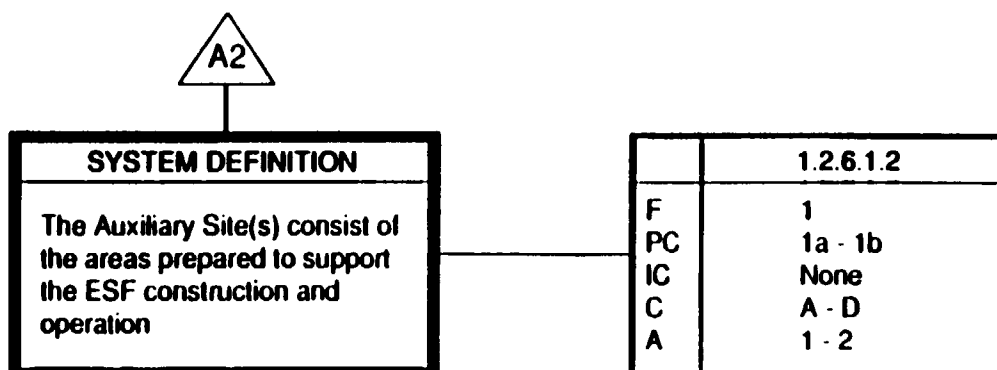 A2
SYSTEM DEFINITION
The Auxiliary Site(s) consist of
the areas prepared to support
the ESF construction and
operation
1.2.6.1.2
F 1
PC 1a - 1b
IC None
C A - D
A 1 - 2